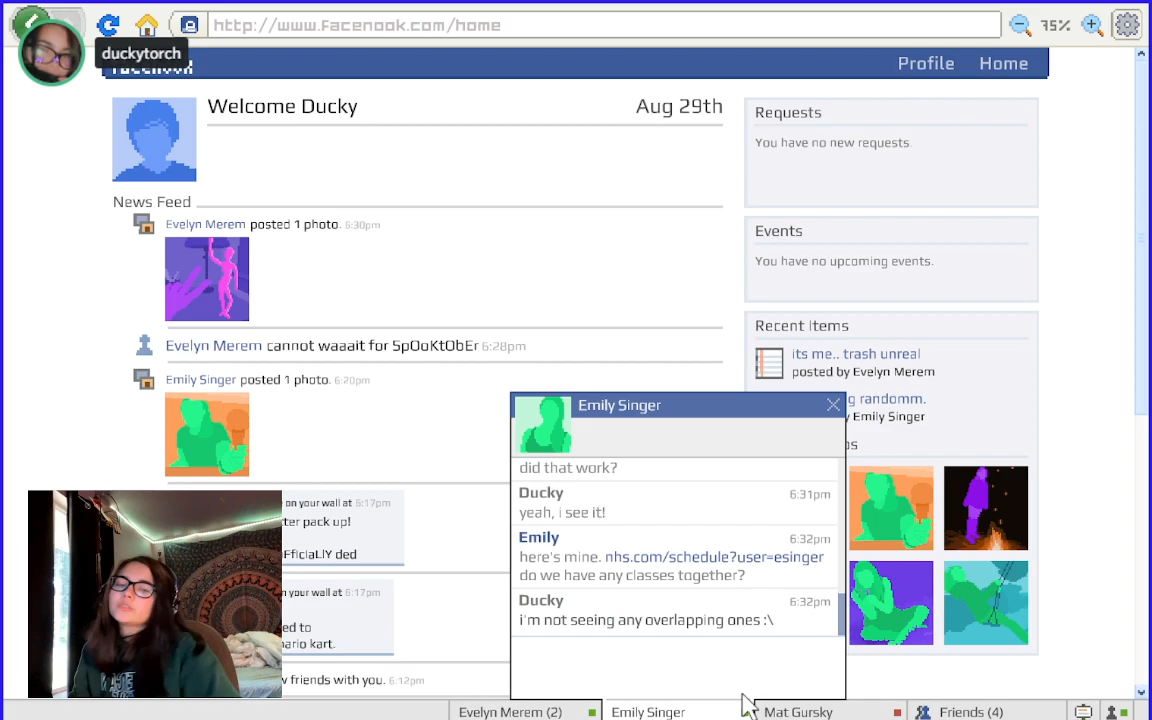 http://www.Facenook.com/home
75%
duckytorch
Profile Home
Welcome Ducky
Aug 29th
News Feed
Evelyn Merem posted 1 photo. 6:30pm
Evelyn Merem cannot waaait for SpOoKtObEr 6:28pm
Emily Singer posted 1 photo. 6:20pm
on your wall at 5:17pm
ter pack up!
FficIalIY ded
n your wall at 6:17pm
ed to
ario kart.
w friends with you. 6:12pm
Requests
You have no new requests.
Events
You have no upcoming events.
Recent Items
its me.. trash unreal
posted by Evelyn Merem
g randomm.
y Emily Singer
os
Emily Singer
did that work?
Ducky 6:31pm
yeah, i see it!
Emily 6:32pm
here's mine. nhs.com/schedule?user=esinger
do we have any classes together?
Ducky 6:32pm
i'm not seeing any overlapping ones :\
Evelyn Merem (2)
Emily Singer
Mat Gursky
Friends (4)